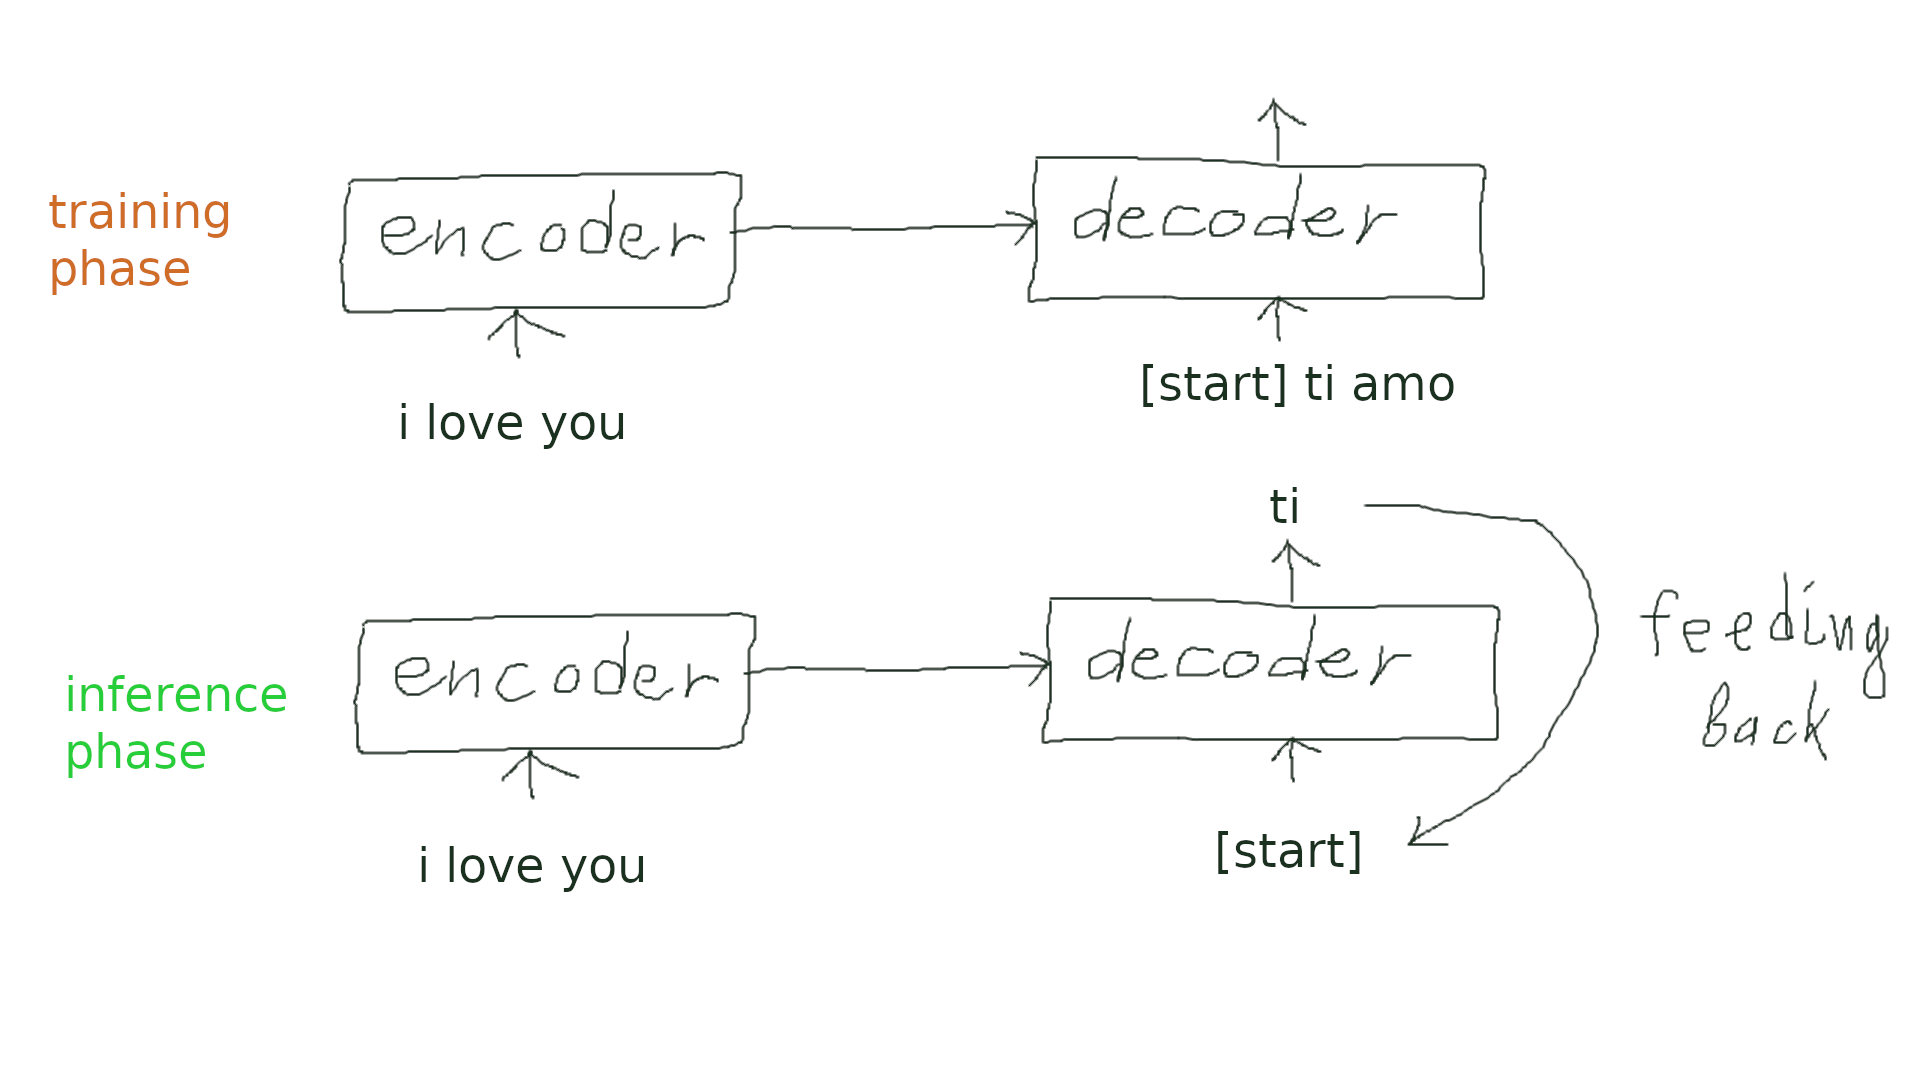 training
phase
encoder
decoder
i love you
[start] ti amo
inference
phase
encoder
decoder
ti
feeding
back
i love you
[start]